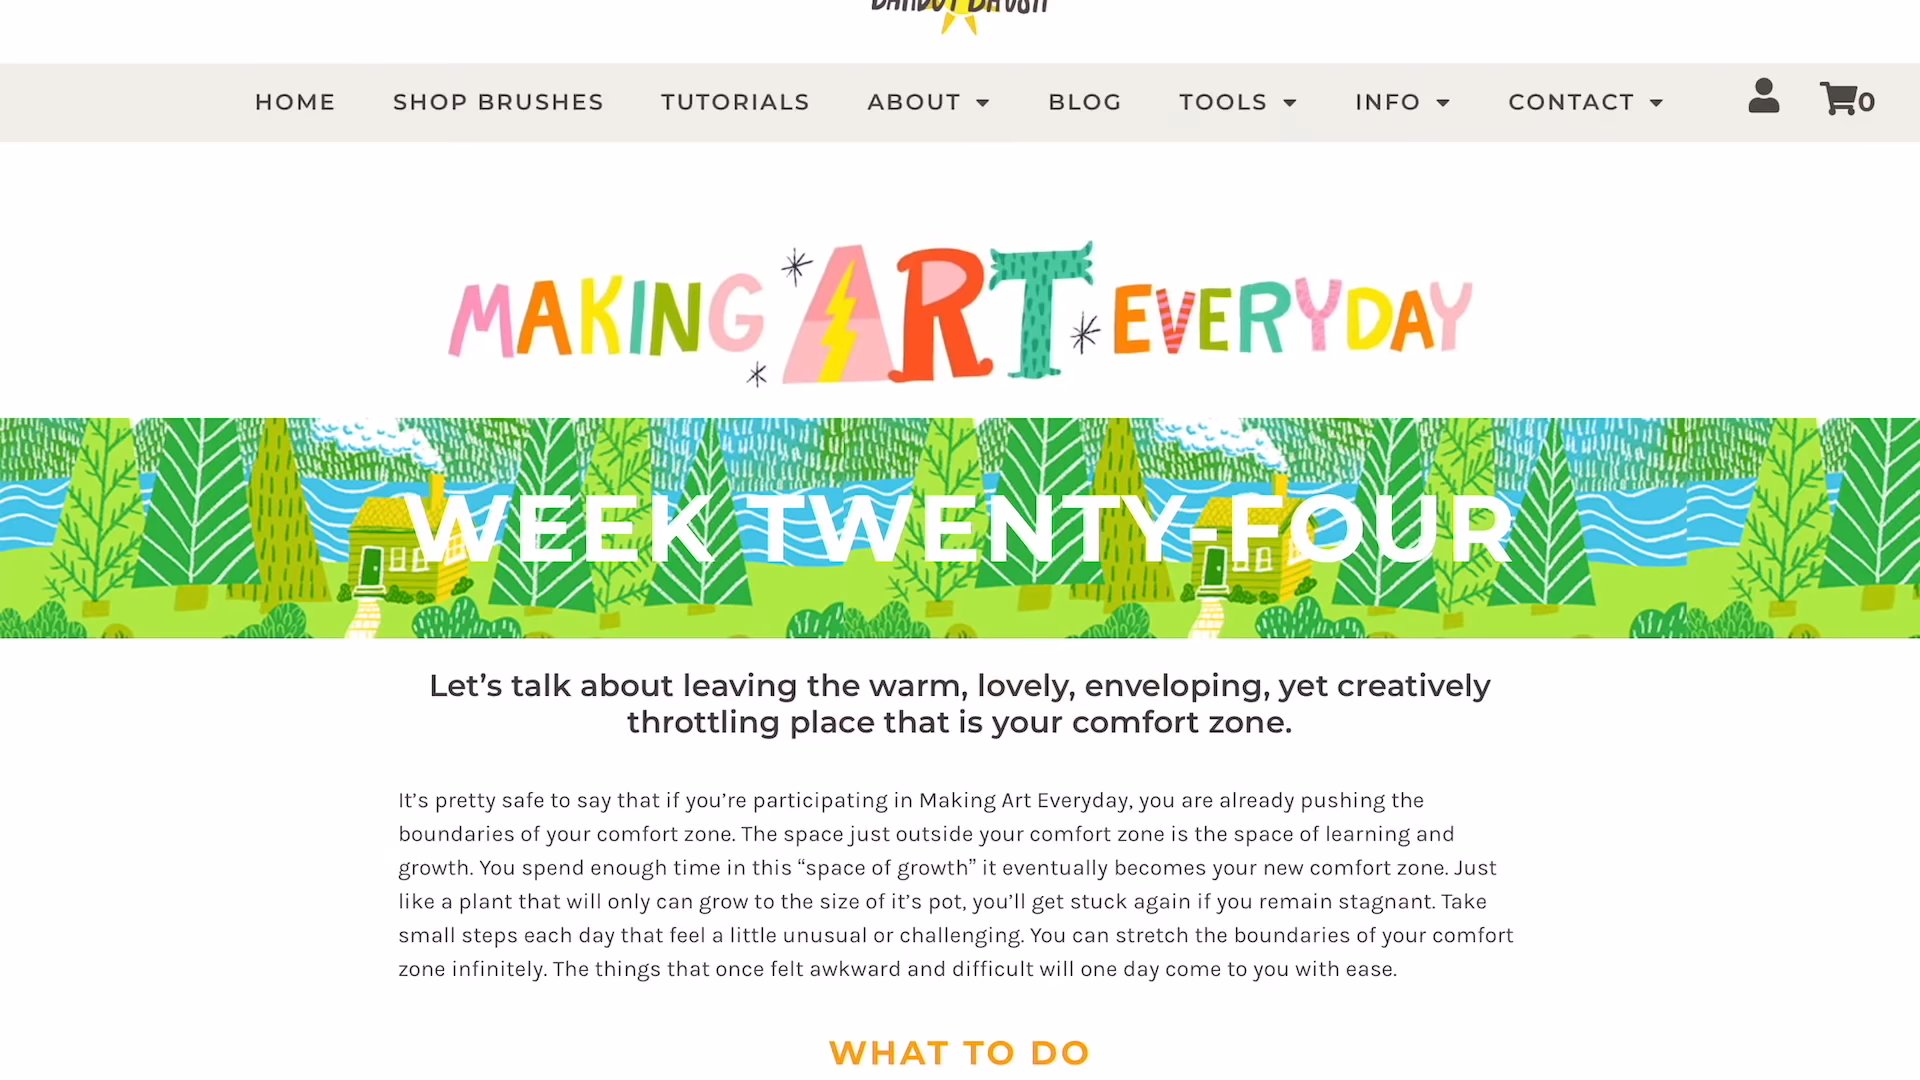 HOME SHOP BRUSHES TUTORIALS ABOUT BLOG TOOLS INFO CONTACT 0
MAKING ART EVERYDAY
WEEK TWENTY-FOUR
Let’s talk about leaving the warm, lovely, enveloping, yet creatively
throttling place that is your comfort zone.
It’s pretty safe to say that if you’re participating in Making Art Everyday, you are already pushing the
boundaries of your comfort zone. The space just outside your comfort zone is the space of learning and
growth. You spend enough time in this “space of growth” it eventually becomes your new comfort zone. Just
like a plant that will only can grow to the size of it’s pot, you’ll get stuck again if you remain stagnant. Take
small steps each day that feel a little unusual or challenging. You can stretch the boundaries of your comfort
zone infinitely. The things that once felt awkward and difficult will one day come to you with ease.
WHAT TO DO